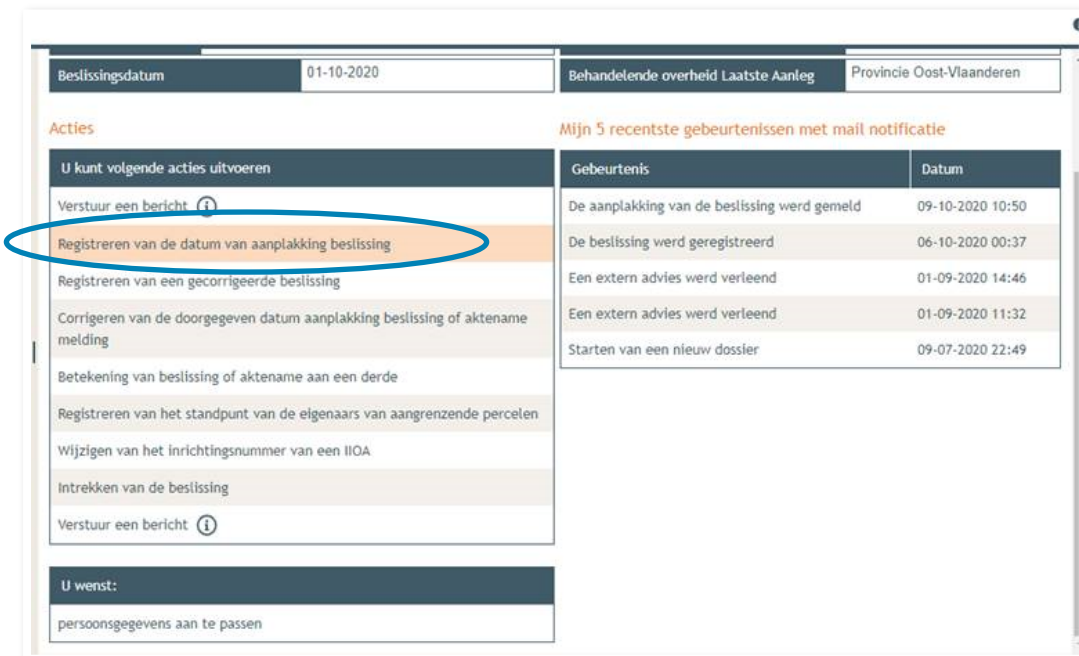 Beslissingsdatum 01-10-2020
Behandelende overheid Laatste Aanleg Provincie Oost-Vlaanderen
Acties
U kunt volgende acties uitvoeren
Verstuur een bericht
Registreren van de datum van aanplakking beslissing
Registreren van een gecorrigeerde beslissing
Corrigeren van de doorgegeven datum aanplakking beslissing of aktename
melding
Betekening van beslissing of aktename aan een derde
Registreren van het standpunt van de eigenaars van aangrenzende percelen
Wijzigen van het inrichtingsnummer van een IIOA
Intrekken van de beslissing
Verstuur een bericht
U wenst:
persoonsgegevens aan te passen
Mijn 5 recentste gebeurtenissen met mail notificatie
Gebeurtenis Datum
De aanplakking van de beslissing werd gemeld 09-10-2020 10:50
De beslissing werd geregistreerd 06-10-2020 00:37
Een extern advies werd verleend 01-09-2020 14:46
Een extern advies werd verleend 01-09-2020 11:32
Starten van een nieuw dossier 09-07-2020 22:49